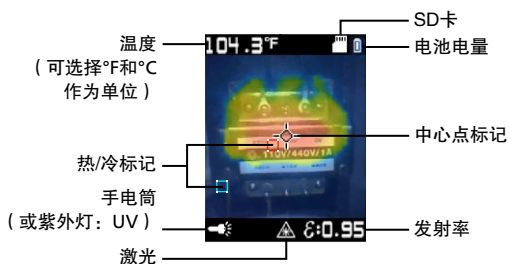 SD卡
温度
（可选择°F和°C
作为单位）
104.3°F
电池电量
中心点标记
热/冷标记
110V/440V/1A
手电筒
（或紫外灯：UV）
ε:0.95
发射率
激光